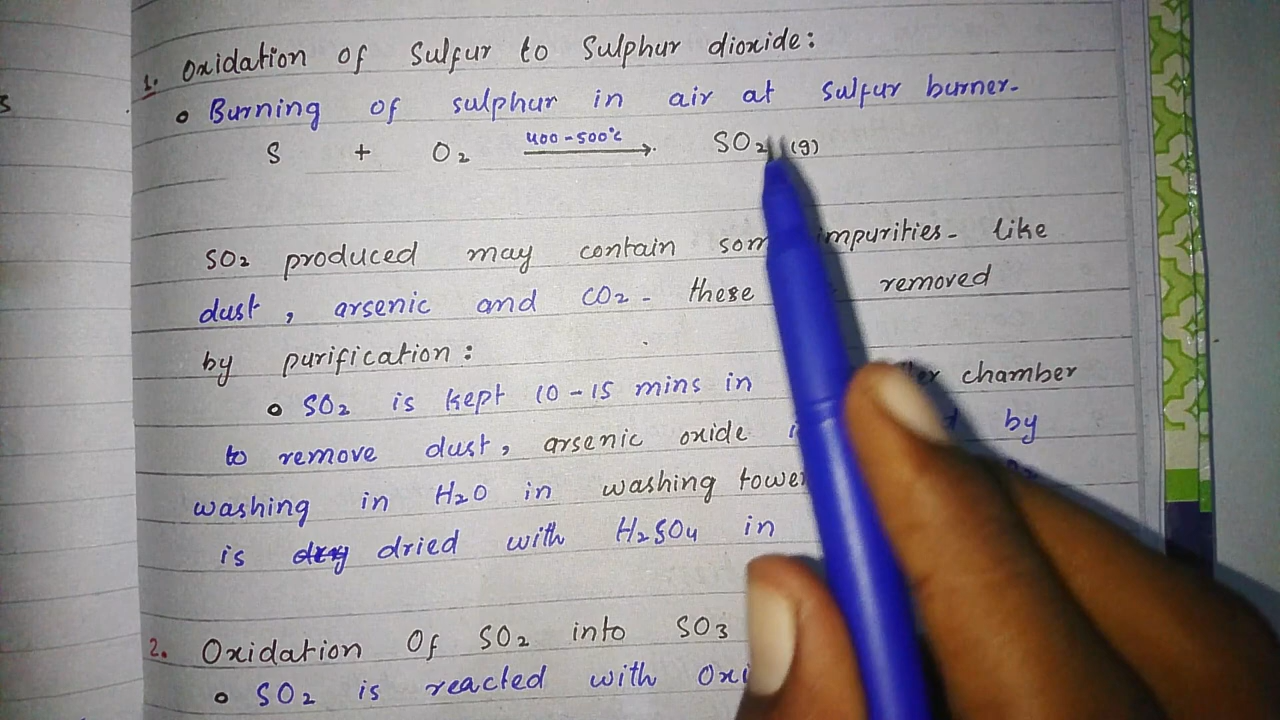 1. Oxidation of Sulfur to Sulphur dioxide:
• Burning of sulphur in air at sulfur burner.
S + O2 400-500°c → SO2 (g)
SO2 produced may contain impurities. like
dust, arsenic and CO2. these removed
by purification:
• SO2 is kept 10-15 mins in chamber
to remove dust, arsenic oxide by
washing in H2O in washing
is dried with H2SO4 in
2. Oxidation Of SO2 into SO3
• SO2 is reacted with